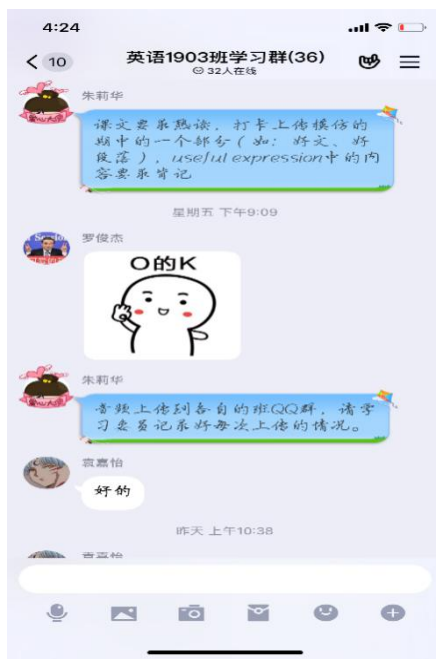 4:24
10
英语1903班学习群(36)
32人在线
朱莉华
课文要求熟读，打卡上传模仿的
期中的一个部分（如：好文、好
段落），useful expression中的内
容要求背记
星期五 下午9:09
罗俊杰
O的K
朱莉华
音频上传到各自的班QQ群，请学
习委员记录好每次上传的情况。
袁嘉怡
好的
昨天 上午10:38
袁嘉怡